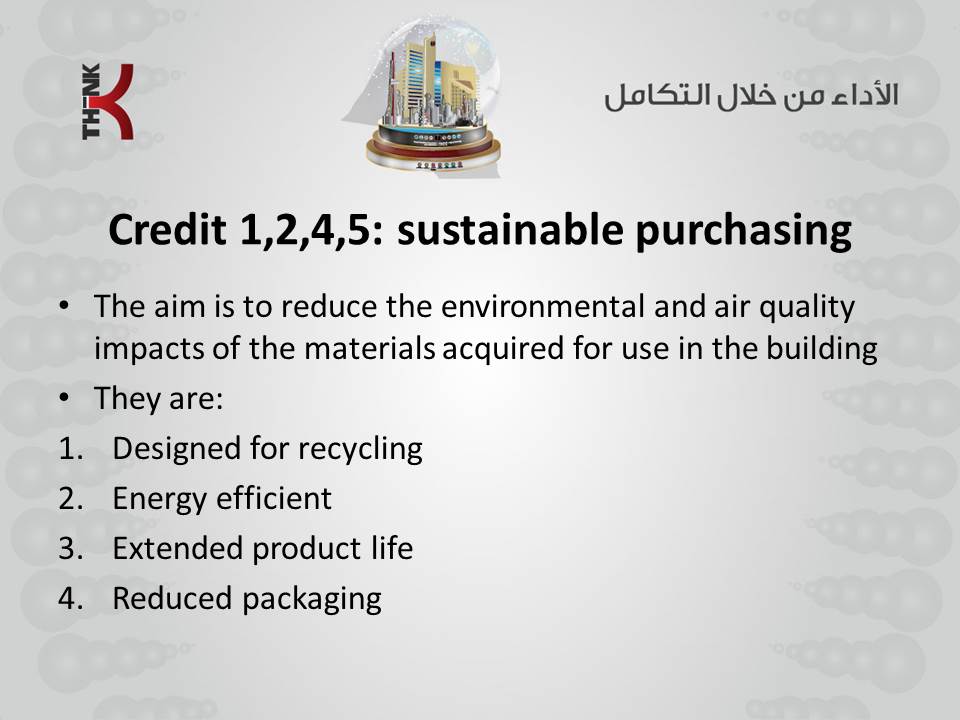 TH-NK
الأداء من خلال التكامل
Credit 1,2,4,5: sustainable purchasing
• The aim is to reduce the environmental and air quality
impacts of the materials acquired for use in the building
• They are:
1. Designed for recycling
2. Energy efficient
3. Extended product life
4. Reduced packaging